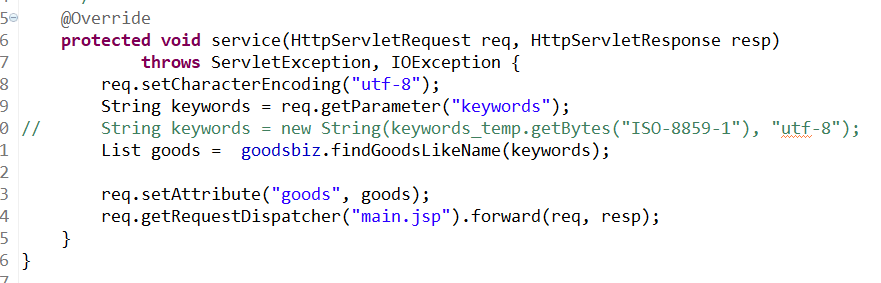 5 @Override
6 protected void service(HttpServletRequest req, HttpServletResponse resp)
7 throws ServletException, IOException {
8 req.setCharacterEncoding("utf-8");
9 String keywords = req.getParameter("keywords");
0 // String keywords = new String(keywords_temp.getBytes("ISO-8859-1"), "utf-8");
1 List goods =  goodsbiz.findGoodsLikeName(keywords);
2
3 req.setAttribute("goods", goods);
4 req.getRequestDispatcher("main.jsp").forward(req, resp);
5 }
6 }
7